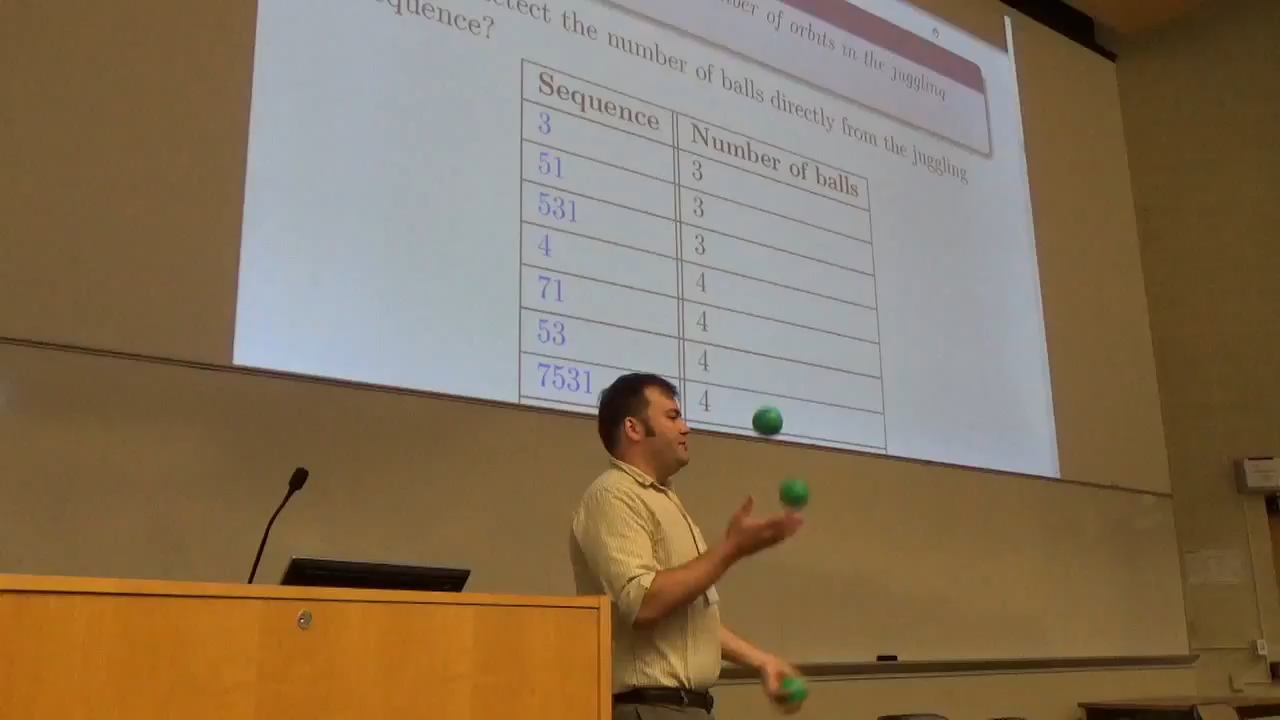 number of orbits in the juggling
detect the number of balls directly from the juggling
sequence?
Sequence Number of balls
3 3
51 3
531 3
4 4
71 4
53 4
7531 4